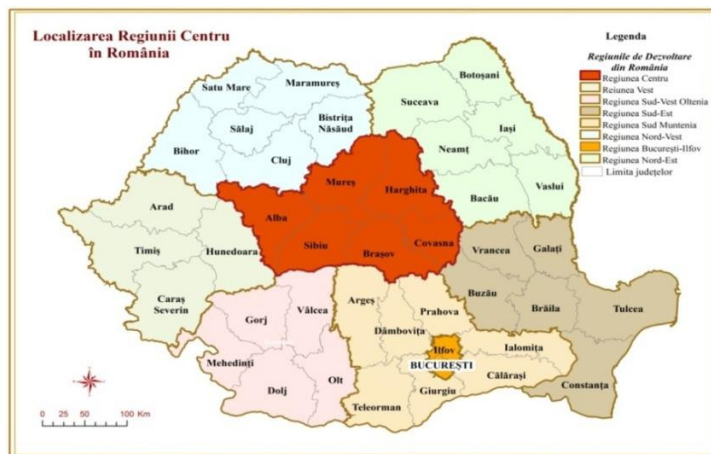 Localizarea Regiunii Centru
în România
Legenda
Regiunile de Dezvoltare
din România
Regiunea Centru
Reiunea Vest
Regiunea Sud-Vest Oltenia
Regiunea Sud-Est
Regiunea Sud Muntenia
Regiunea Nord-Vest
Regiunea București-Ilfov
Regiunea Nord-Est
Limita județelor
Satu Mare
Maramureș
Botoșani
Suceava
Sălaj
Bistrița
Năsăud
Iași
Bihor
Cluj
Neamț
Mureș
Harghita
Vaslui
Bacău
Arad
Alba
Timiș
Hunedoara
Sibiu
Brașov
Covasna
Vrancea
Galați
Caraș
Severin
Argeș
Prahova
Buzău
Brăila
Tulcea
Gorj
Vâlcea
Dâmbovița
Ilfov
Ialomița
BUCUREȘTI
Mehedinți
Olt
Călărași
Constanța
Dolj
Giurgiu
Teleorman
0 25 50 100 Km